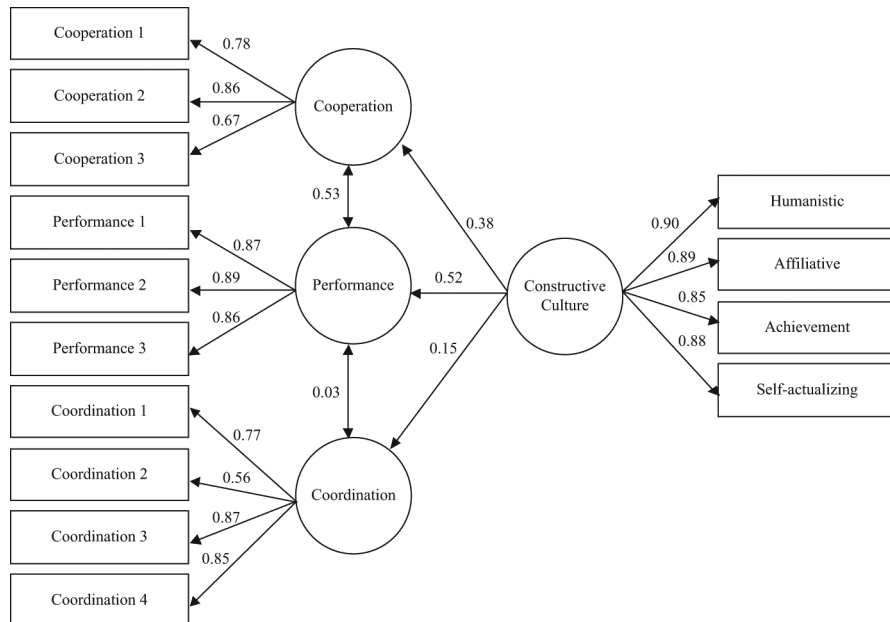 Cooperation 1
Cooperation 2
Cooperation 3
Performance 1
Performance 2
Performance 3
Coordination 1
Coordination 2
Coordination 3
Coordination 4
0.78
0.86
0.67
0.87
0.89
0.86
0.77
0.56
0.87
0.85
Cooperation
0.53
Performance
0.03
Coordination
0.38
0.52
0.15
Constructive
Culture
0.90
0.89
0.85
0.88
Humanistic
Affiliative
Achievement
Self-actualizing